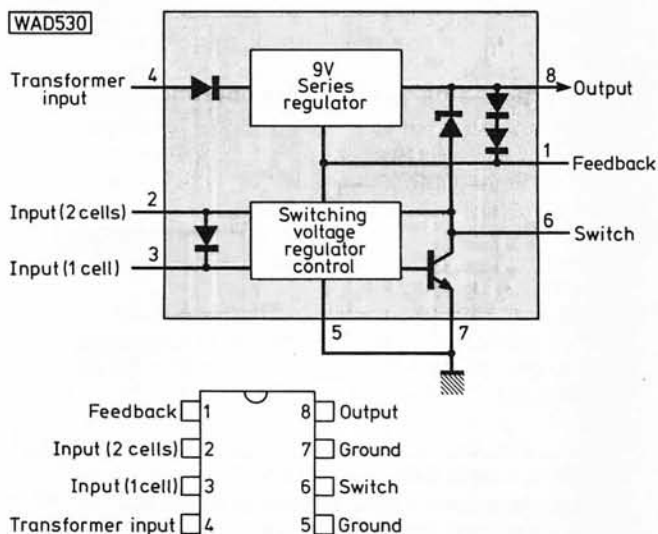 WAD530
Transformer
input
4
9V
Series
regulator
8
Output
1
Feedback
Input (2 cells)
2
Switching
voltage
regulator
control
6
Switch
Input (1 cell)
3
5
7
Feedback 1
8 Output
Input (2 cells) 2
7 Ground
Input (1 cell) 3
6 Switch
Transformer input 4
5 Ground